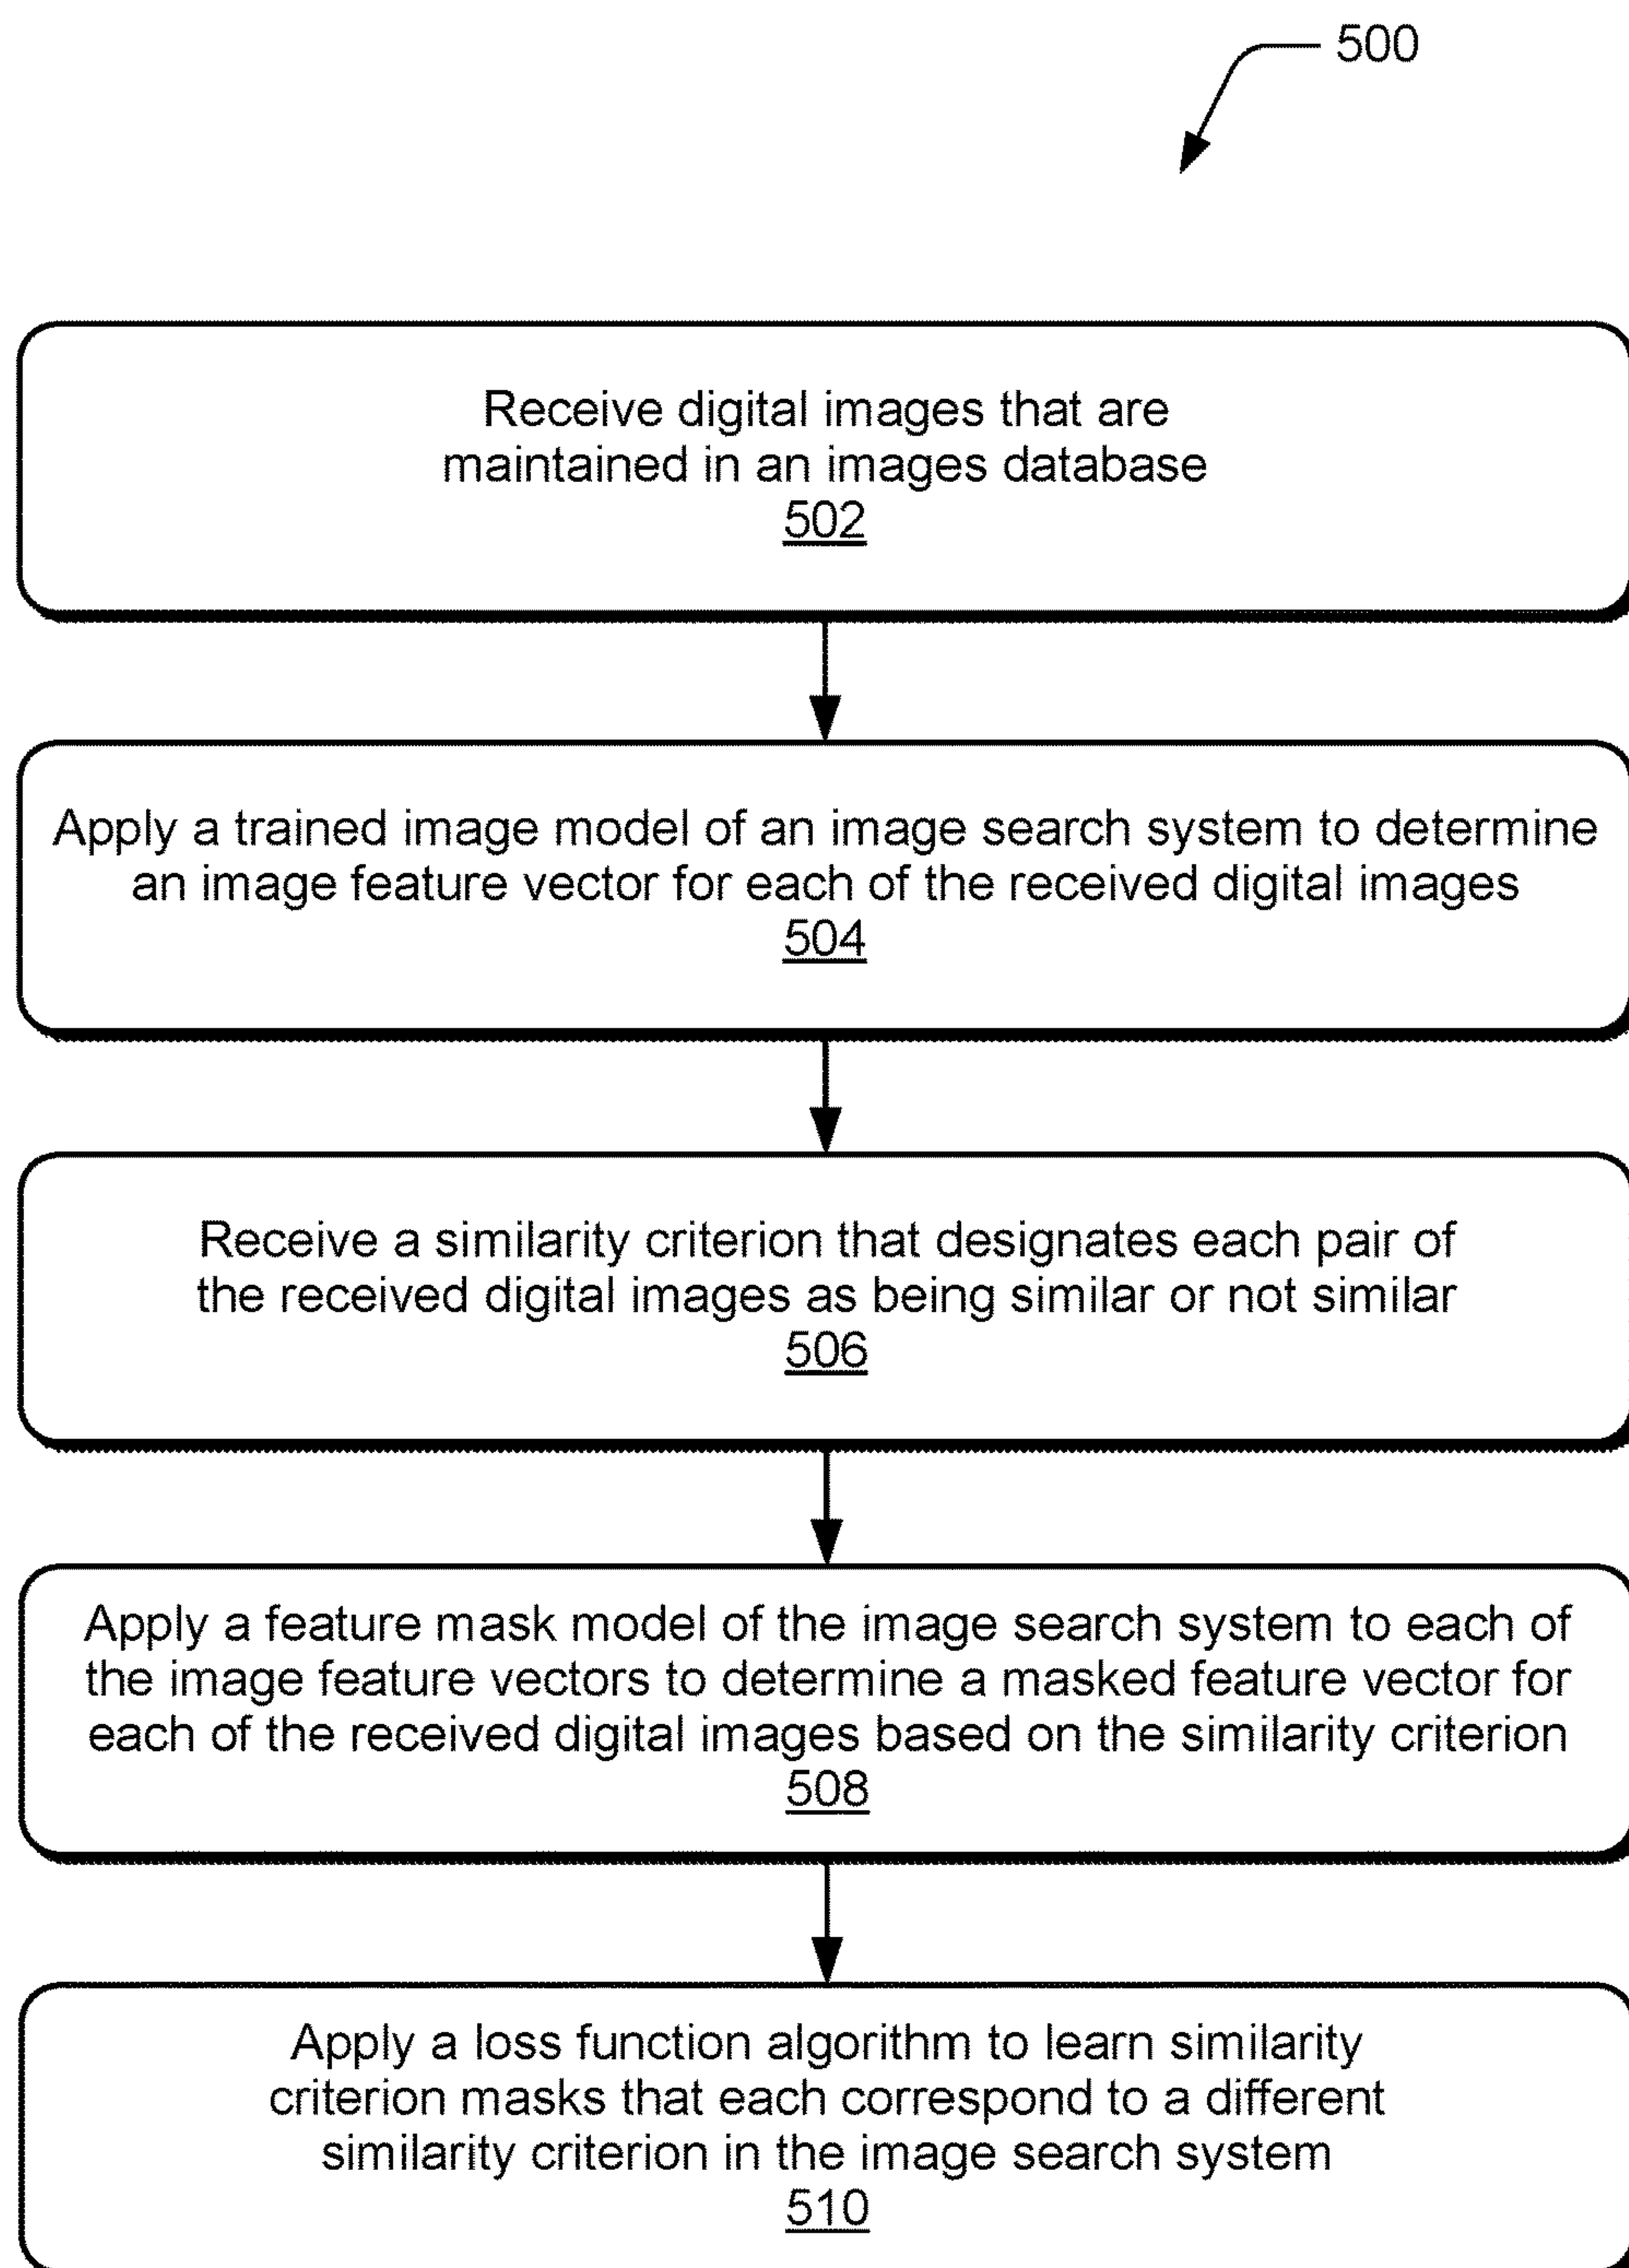 500
Receive digital images that are
maintained in an images database
502
Apply a trained image model of an image search system to determine
an image feature vector for each of the received digital images
504
Receive a similarity criterion that designates each pair of
the received digital images as being similar or not similar
506
Apply a feature mask model of the image search system to each of
the image feature vectors to determine a masked feature vector for
each of the received digital images based on the similarity criterion
508
Apply a loss function algorithm to learn similarity
criterion masks that each correspond to a different
similarity criterion in the image search system
510